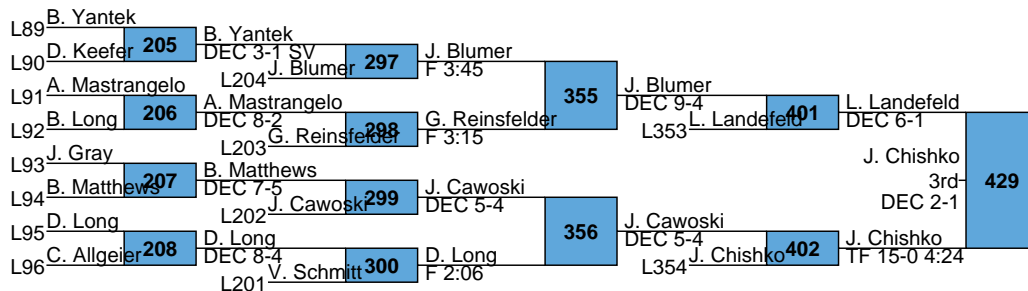 L89 B. Yantek
205
L90 D. Keefer
B. Yantek
DEC 3-1 SV
297
L204 J. Blumer
J. Blumer
F 3:45
L91 A. Mastrangelo
206
L92 B. Long
A. Mastrangelo
DEC 8-2
298
L203 G. Reinsfelder
G. Reinsfelder
F 3:15
355
J. Blumer
DEC 9-4
401
L353 L. Landefeld
L. Landefeld
DEC 6-1
L93 J. Gray
207
L94 B. Matthews
B. Matthews
DEC 7-5
299
L202 J. Cawoski
J. Cawoski
DEC 5-4
L95 D. Long
208
L96 C. Allgeier
D. Long
DEC 8-4
300
L201 V. Schmitt
D. Long
F 2:06
356
J. Cawoski
DEC 5-4
402
L354 J. Chishko
J. Chishko
TF 15-0 4:24
429
J. Chishko
3rd
DEC 2-1